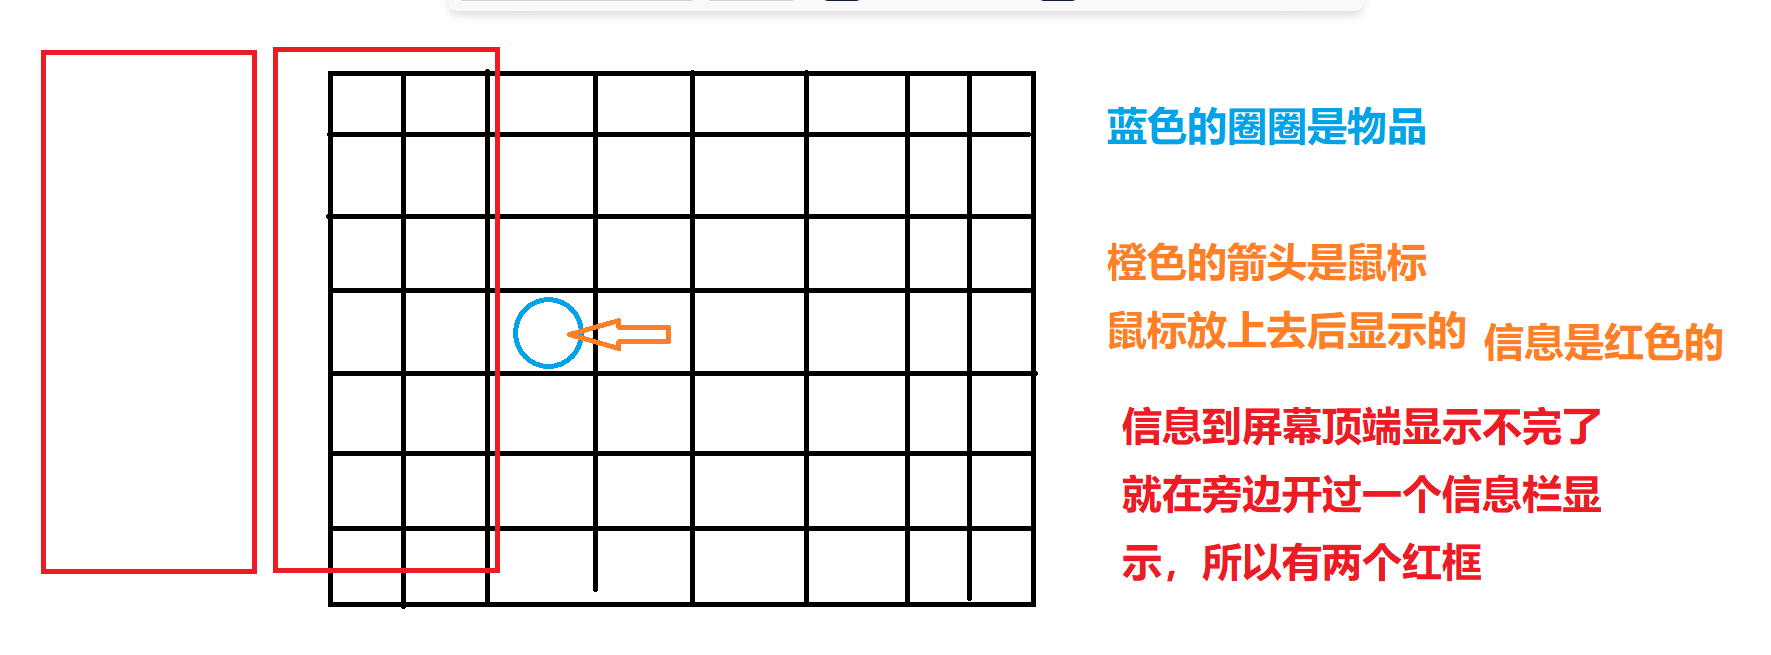 蓝色的圈圈是物品
橙色的箭头是鼠标
鼠标放上去后显示的 信息是红色的
信息到屏幕顶端显示不完了
就在旁边开过一个信息栏显
示，所以有两个红框